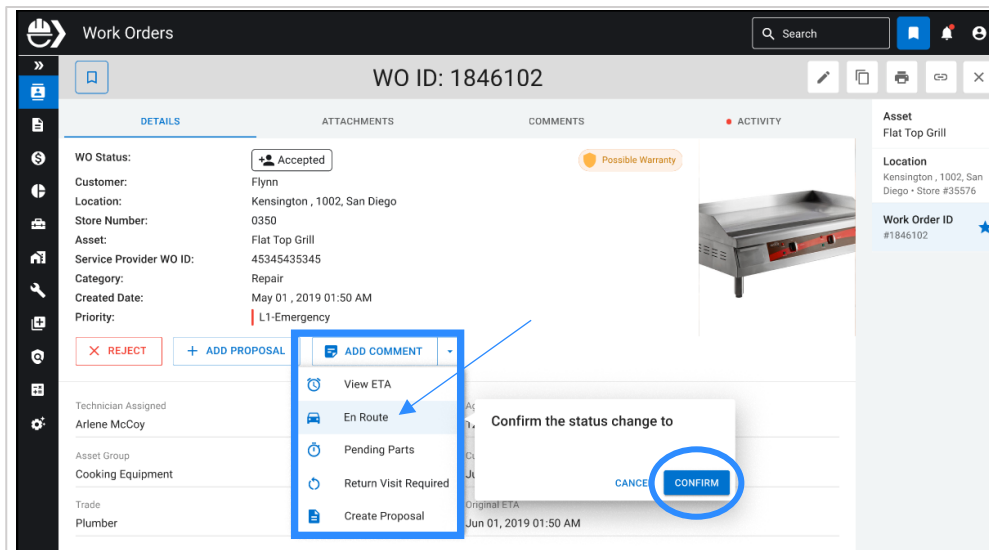 Work Orders
Search
WO ID: 1846102
DETAILS
ATTACHMENTS
COMMENTS
ACTIVITY
WO Status:
Accepted
Possible Warranty
Customer:
Flynn
Location:
Kensington , 1002, San Diego
Store Number:
0350
Asset:
Flat Top Grill
Service Provider WO ID:
45345435345
Category:
Repair
Created Date:
May 01 , 2019 01:50 AM
Priority:
L1-Emergency
REJECT
+ ADD PROPOSAL
ADD COMMENT
View ETA
En Route
Pending Parts
Return Visit Required
Create Proposal
Technician Assigned
Arlene McCoy
Asset Group
Cooking Equipment
Trade
Plumber
Original ETA
Jun 01, 2019 01:50 AM
Confirm the status change to
CANCE
CONFIRM
Asset
Flat Top Grill
Location
Kensington , 1002, San
Diego • Store #35576
Work Order ID
#1846102